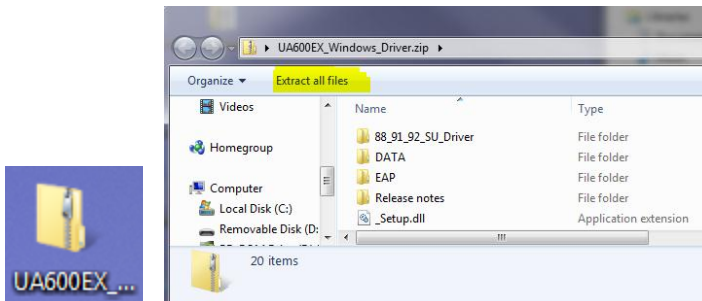 UA600EX_...
UA600EX_Windows_Driver.zip
Organize Extract all files
Videos
Homegroup
Computer
Local Disk (C:)
Removable Disk (D:
Name Type
88_91_92_SU_Driver File folder
DATA File folder
EAP File folder
Release notes File folder
_Setup.dll Application extension
20 items